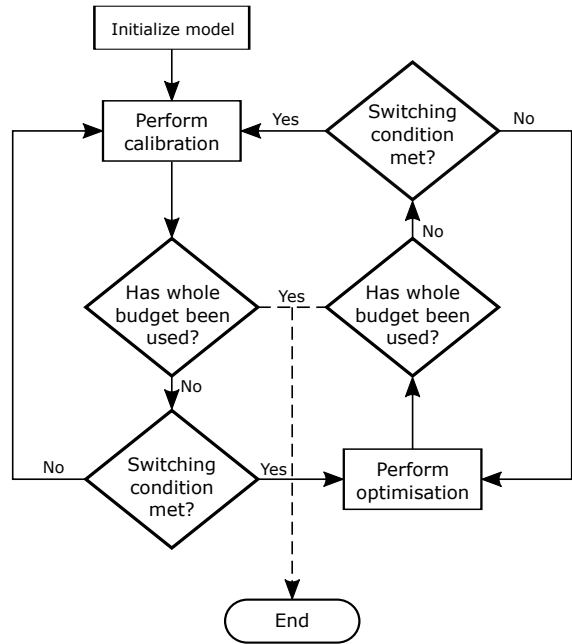 Initialize model
Perform
calibration
Yes
Switching
condition
met?
No
Has whole
budget been
used?
Yes
Has whole
budget been
used?
No
No
No
Switching
condition
met?
Yes
Perform
optimisation
End